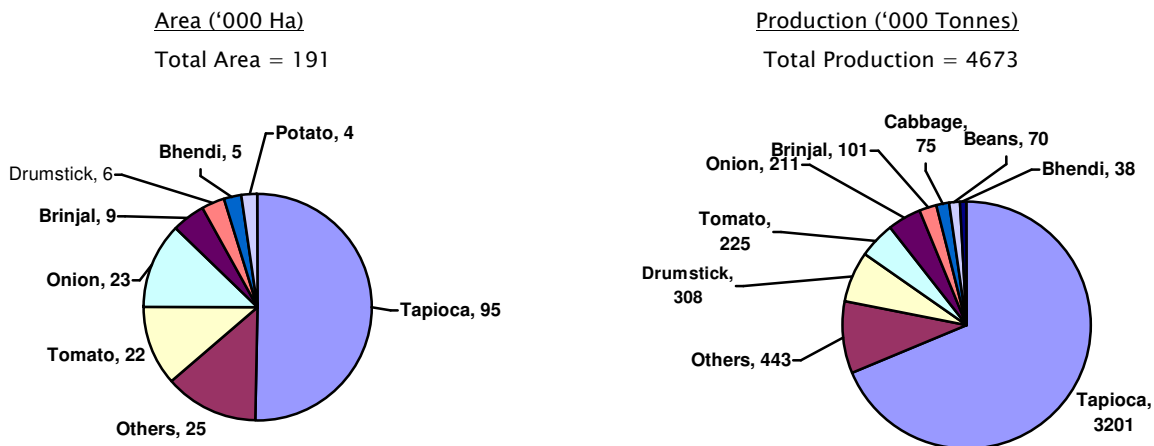 Area (‘000 Ha)
Total Area = 191
Potato, 4
Bhendi, 5
Drumstick, 6
Brinjal, 9
Onion, 23
Tapioca, 95
Tomato, 22
Others, 25
Production (‘000 Tonnes)
Total Production = 4673
Cabbage,
75
Beans, 70
Brinjal, 101
Onion, 211
Bhendi, 38
Tomato,
225
Drumstick,
308
Others, 443
Tapioca,
3201